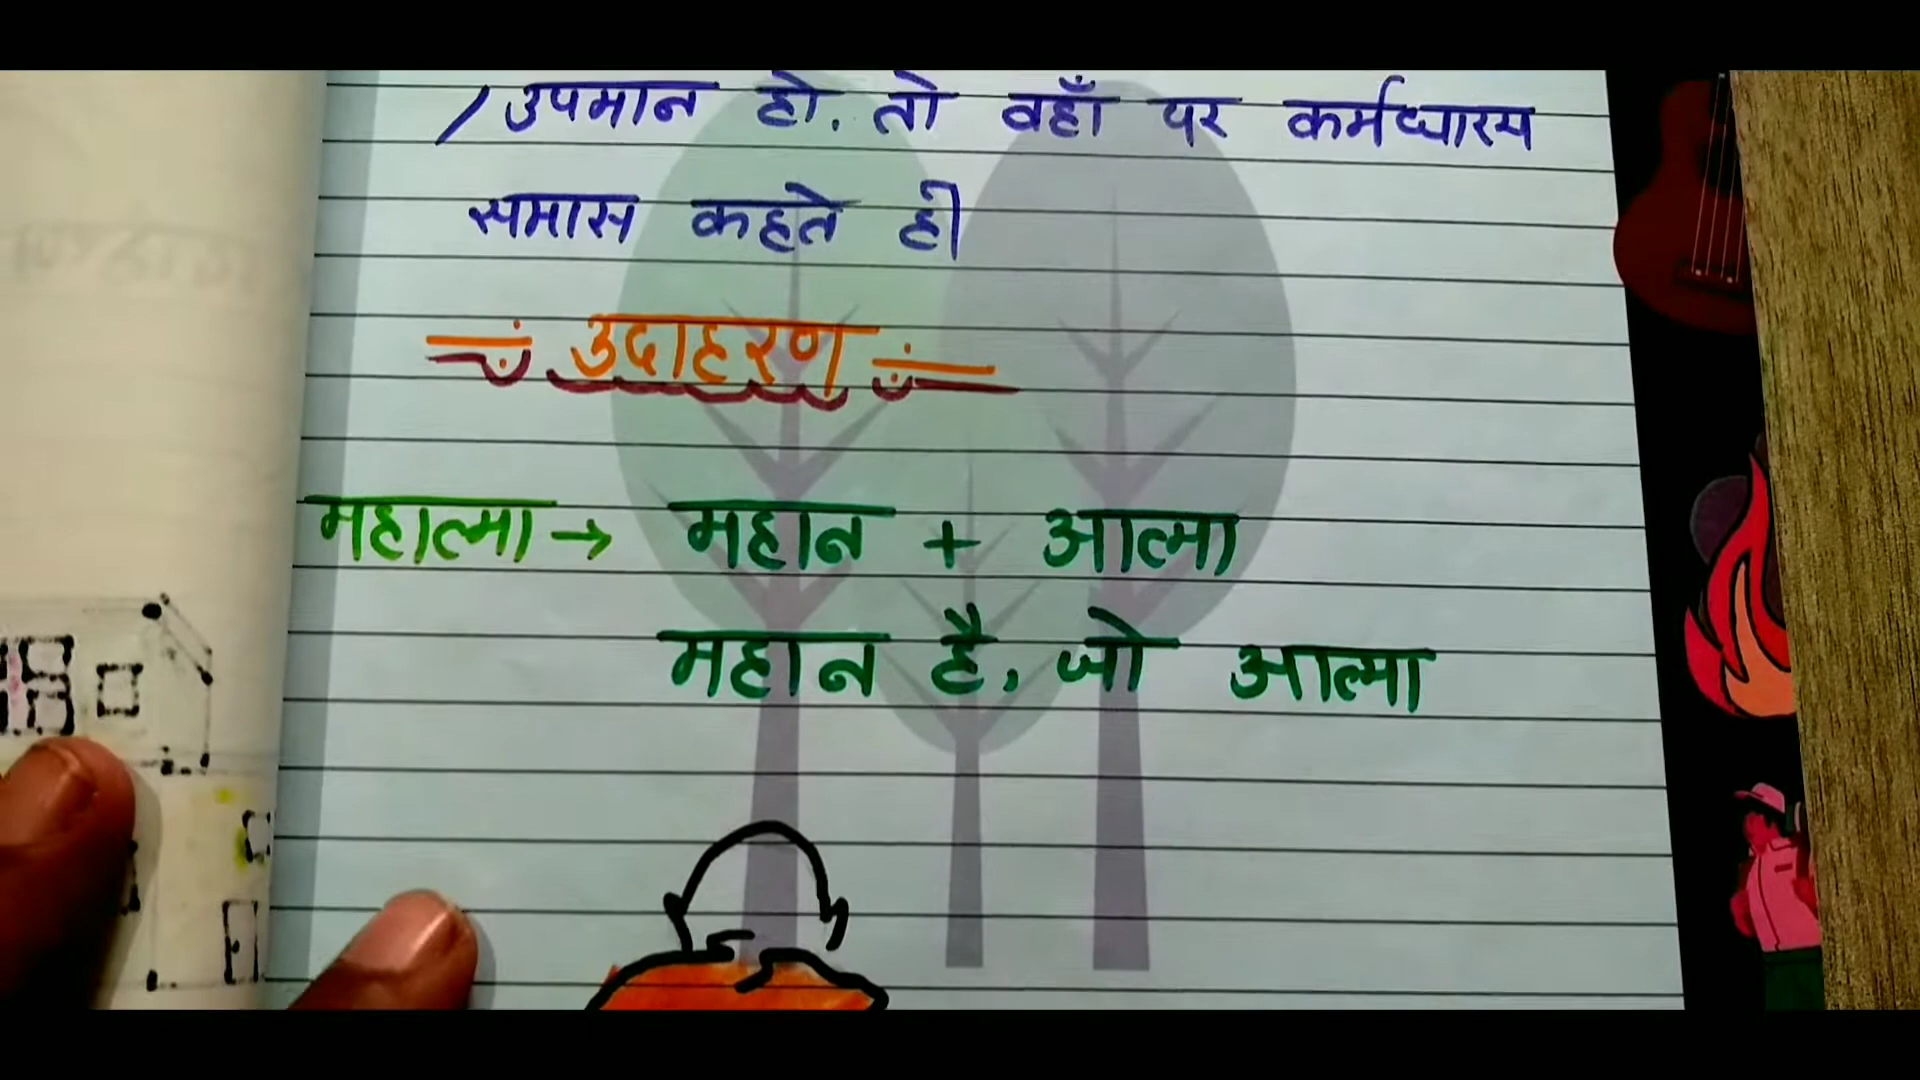 /उपमान हो. तो वहाँ पर कर्मधारय
समास कहते है।
-: उदाहरण :-
महात्मा → महान + आत्मा
महान है, जो आत्मा